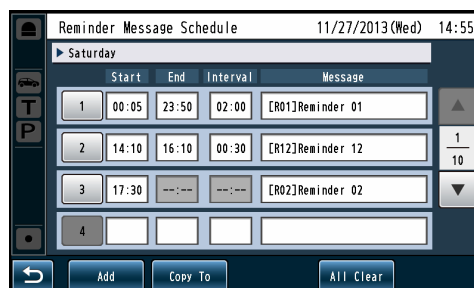 Reminder Message Schedule 11/27/2013(Wed) 14:55
Saturday
Start End Interval Message
1 00:05 23:50 02:00 [R01]Reminder 01
2 14:10 16:10 00:30 [R12]Reminder 12
3 17:30 --:-- --:-- [R02]Reminder 02
4
T
P
1
10
Add Copy To All Clear